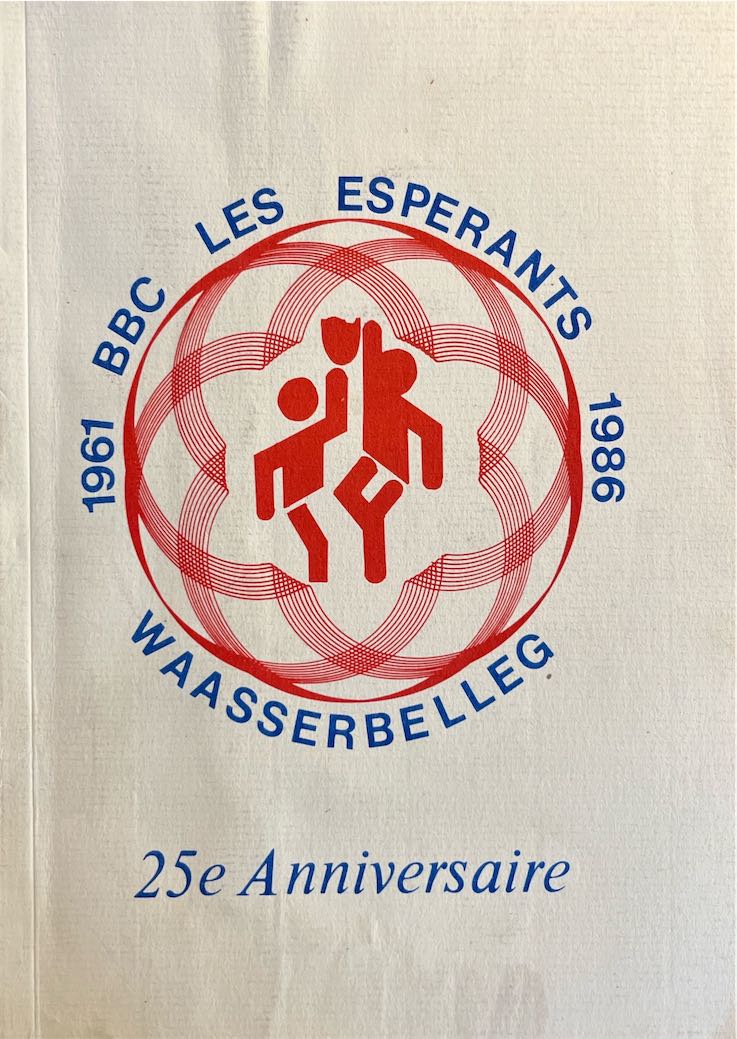 1961 BBC LES ESPERANTS 1986
WAASSERBELLEG
25e Anniversaire